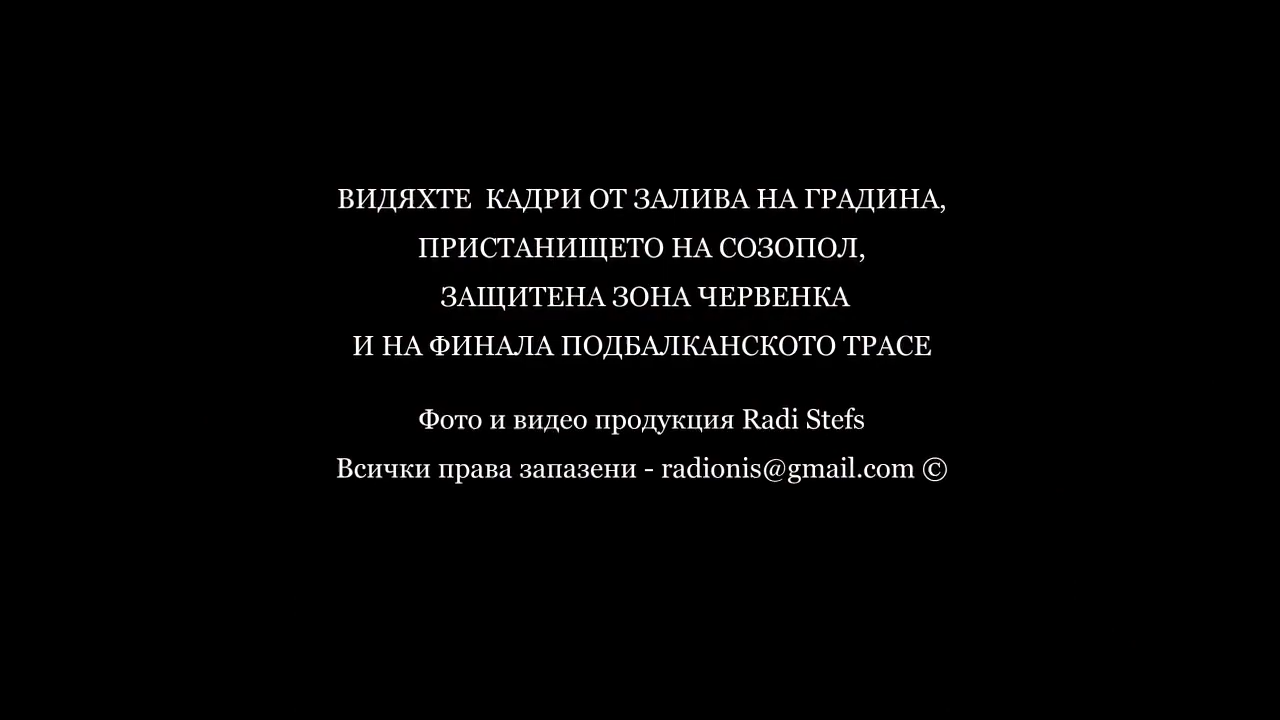 ВИДЯХТЕ  КАДРИ ОТ ЗАЛИВА НА ГРАДИНА,
ПРИСТАНИЩЕТО НА СОЗОПОЛ,
ЗАЩИТЕНА ЗОНА ЧЕРВЕНКА
И НА ФИНАЛА ПОДБАЛКАНСКОТО ТРАСЕ
Фото и видео продукция Radi Stefs
Всички права запазени - radionis@gmail.com ©